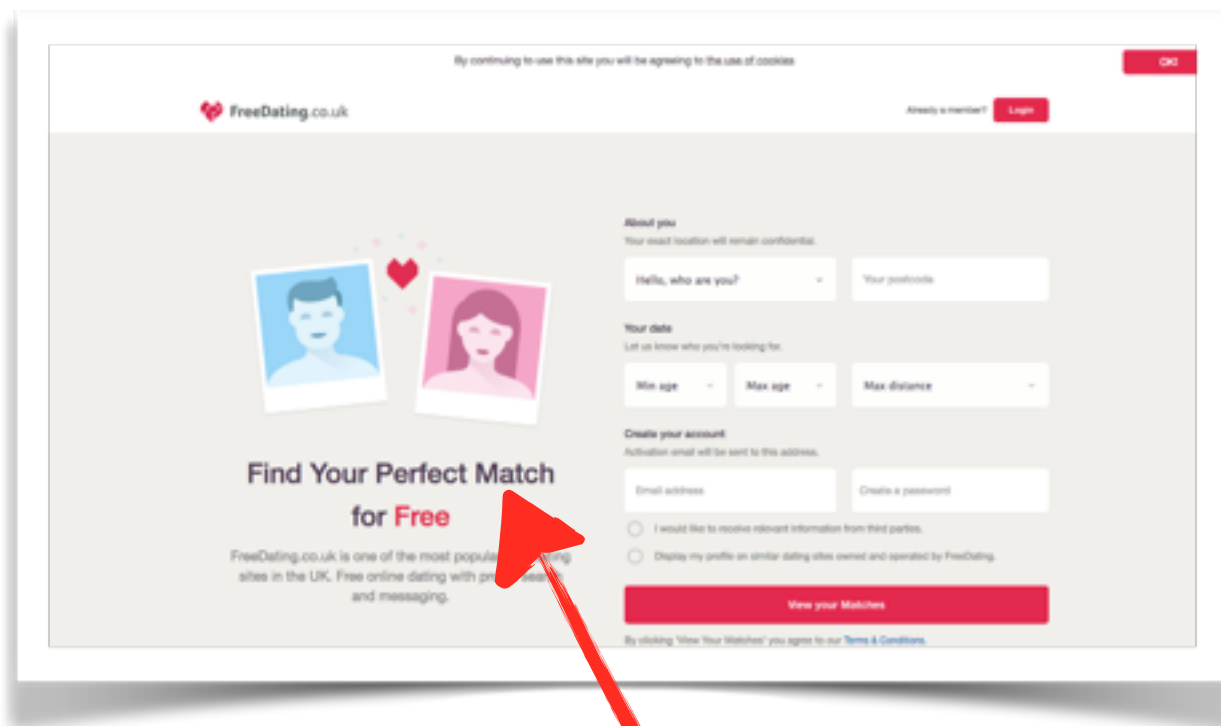 By continuing to use this site you will be agreeing to the use of cookies
OK!
FreeDating.co.uk
Already a member?
Login
About you
Your exact location will remain confidential.
Hello, who are you?
Your postcode
Your date
Let us know who you're looking for.
Min age
Max age
Max distance
Create your account
Activation email will be sent to this address.
Email address
Create a password
I would like to receive relevant information from third parties.
Display my profile on similar dating sites owned and operated by FreeDating.
View your Matches
By clicking 'View Your Matches' you agree to our Terms & Conditions.
Find Your Perfect Match
for Free
FreeDating.co.uk is one of the most
sites in the UK. Free online dating with
and messaging.